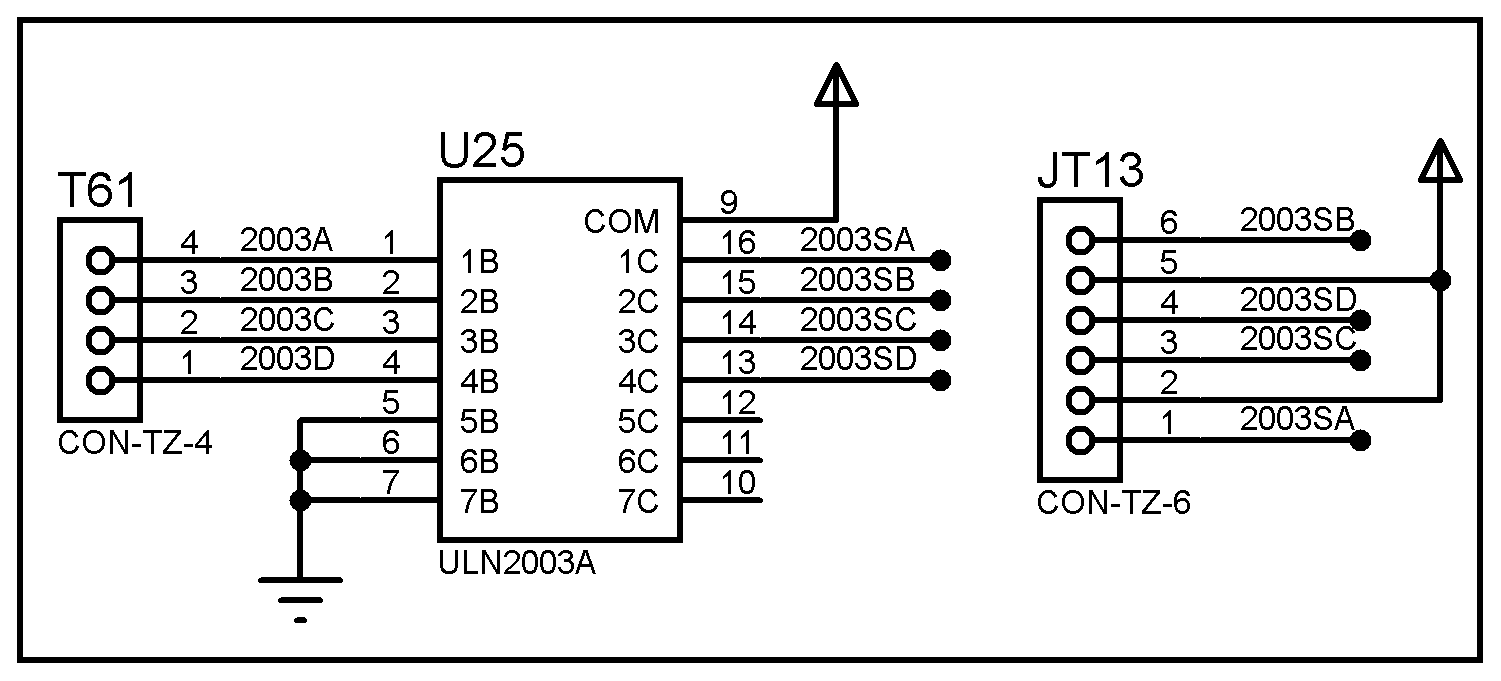 T61
4 2003A 1
3 2003B 2
2 2003C 3
1 2003D 4
5
6
7
CON-TZ-4
U25
COM 9
1B 1C 16 2003SA
2B 2C 15 2003SB
3B 3C 14 2003SC
4B 4C 13 2003SD
5B 5C 12
6B 6C 11
7B 7C 10
ULN2003A
JT13
6 2003SB
5
4 2003SD
3 2003SC
2
1 2003SA
CON-TZ-6